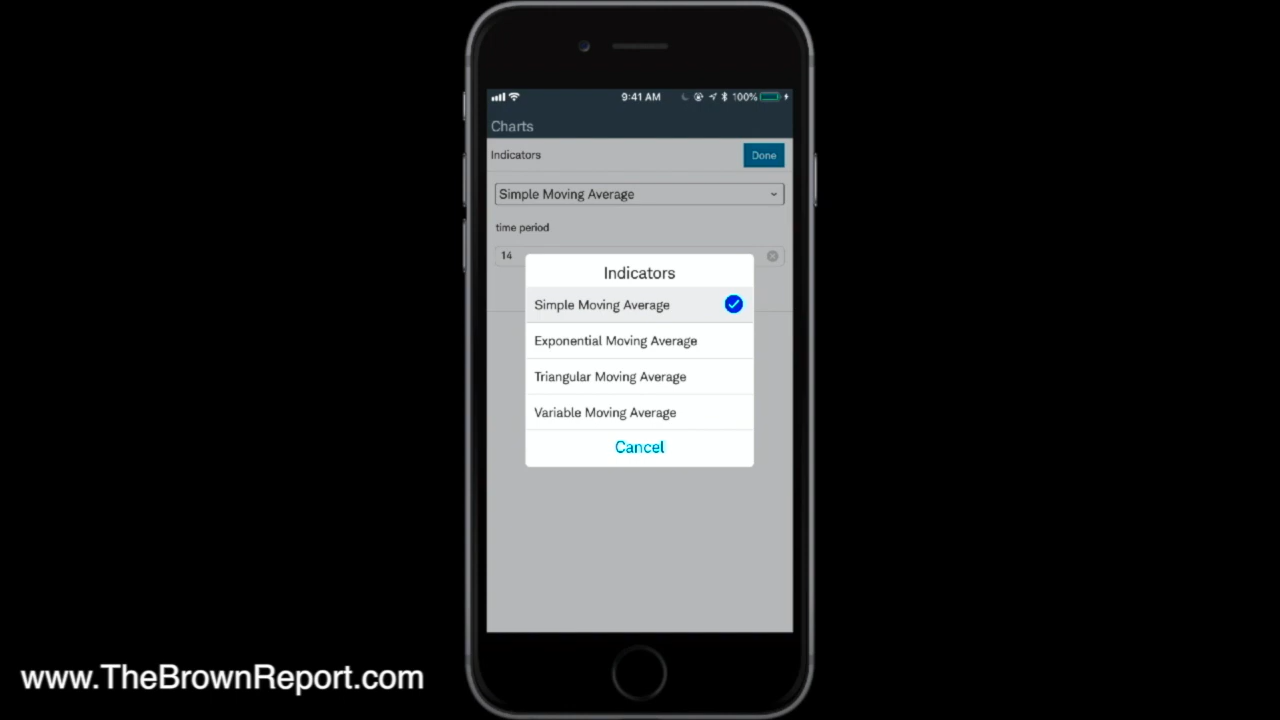 9:41 AM 100%
Charts
Indicators Done
Simple Moving Average
time period
14
Indicators
Simple Moving Average
Exponential Moving Average
Triangular Moving Average
Variable Moving Average
Cancel
www.TheBrownReport.com